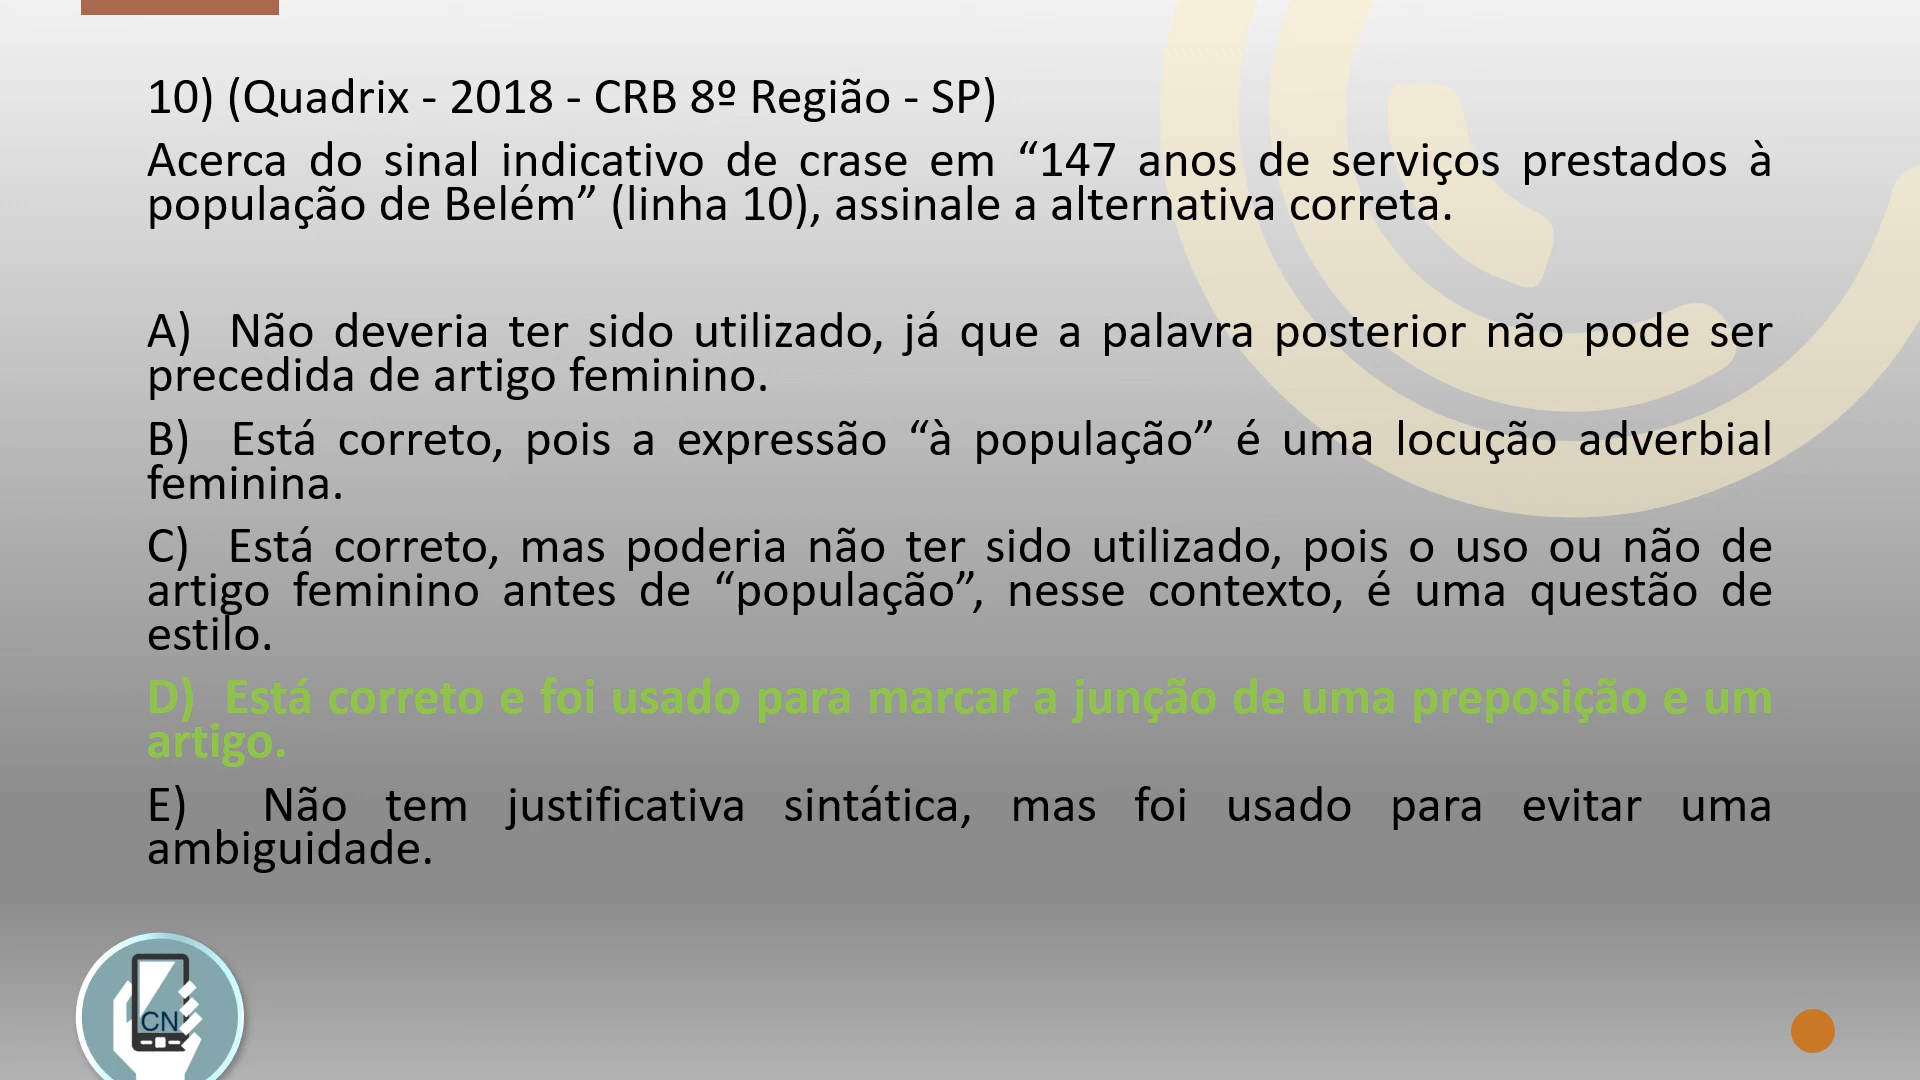 10) (Quadrix - 2018 - CRB 8º Região - SP)
Acerca do sinal indicativo de crase em “147 anos de serviços prestados à
população de Belém” (linha 10), assinale a alternativa correta.
A) Não deveria ter sido utilizado, já que a palavra posterior não pode ser
precedida de artigo feminino.
B) Está correto, pois a expressão “à população” é uma locução adverbial
feminina.
C) Está correto, mas poderia não ter sido utilizado, pois o uso ou não de
artigo feminino antes de “população”, nesse contexto, é uma questão de
estilo.
D) Está correto e foi usado para marcar a junção de uma preposição e um
artigo.
E) Não tem justificativa sintática, mas foi usado para evitar uma
ambiguidade.
CN